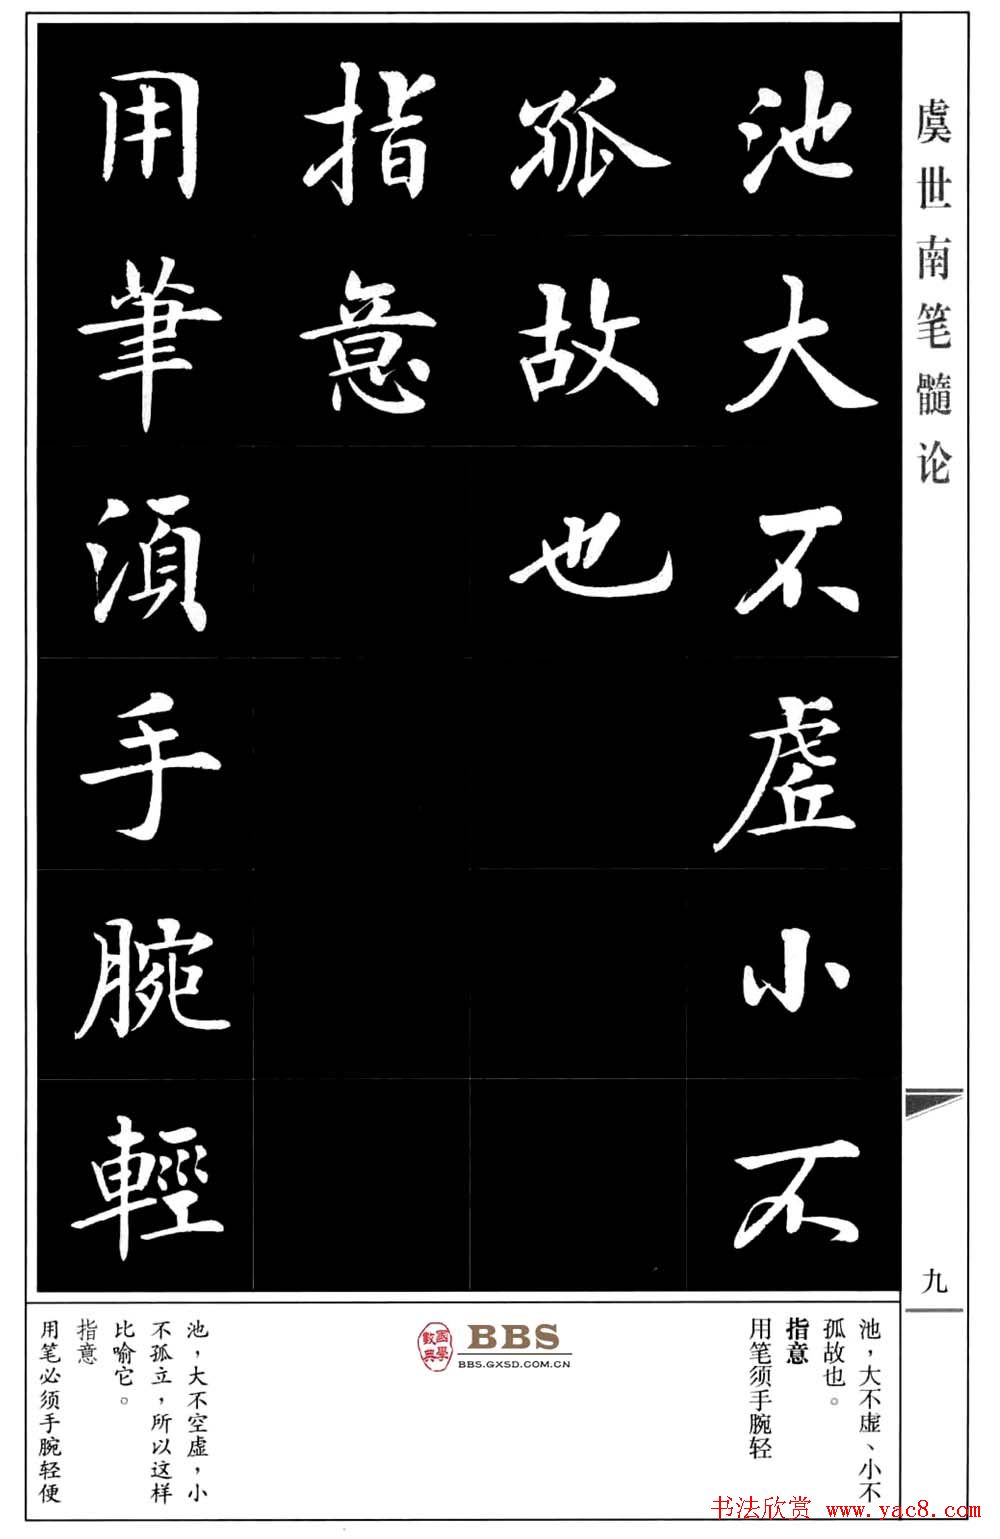 虞世南笔髓论
池大不虚小不
孤故也
指意
用筆須手腕輕
九
池，大不虚、小不
孤故也。
指意
用笔须手腕轻
國學
數典
BBS
BBS.GXSD.COM.CN
池，大不空虚，小
不孤立，所以这样
比喻它。
指意
用笔必须手腕轻便
书法欣赏 www.yac8.com